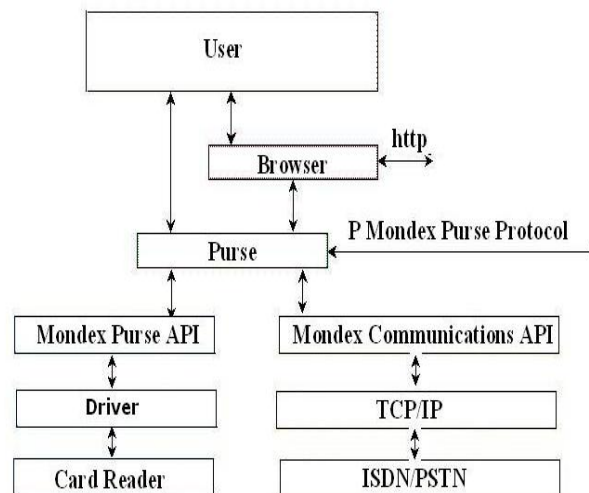 User
http
Browser
P Mondex Purse Protocol
Purse
Mondex Purse API
Mondex Communications API
Driver
TCP/IP
Card Reader
ISDN/PSTN